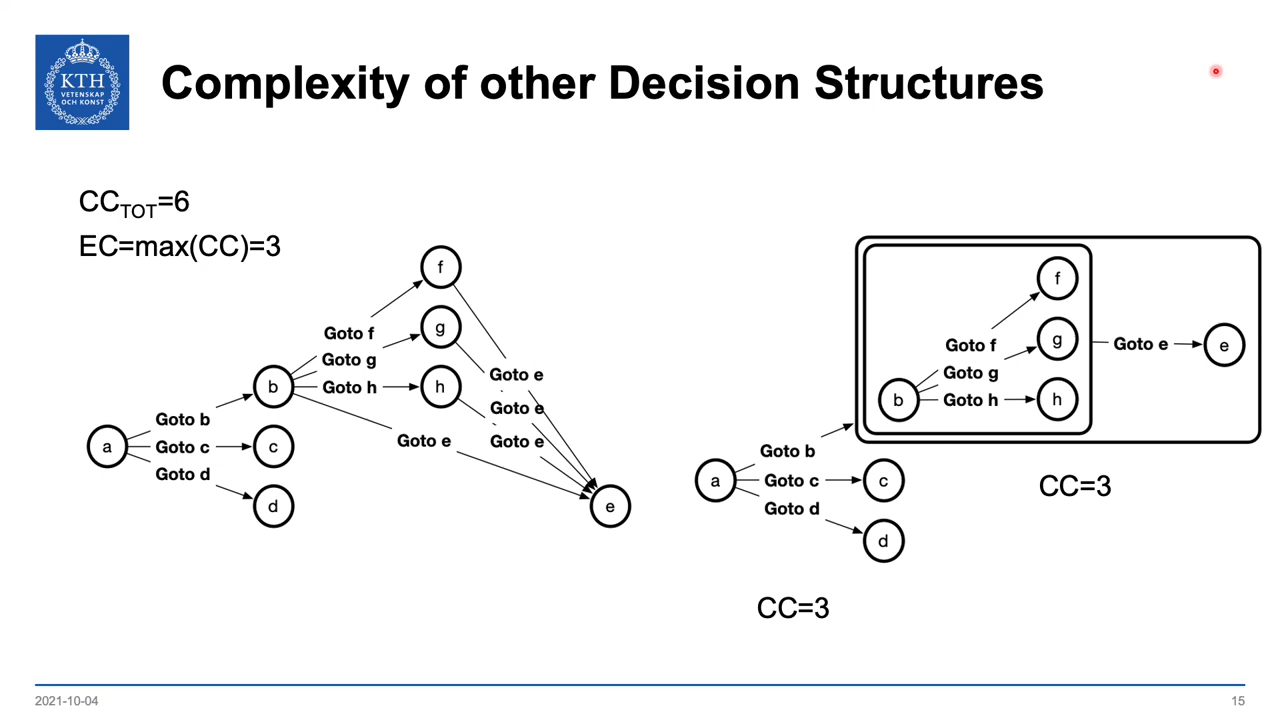 KTH
VETENSKAP
OCH KONST
Complexity of other Decision Structures
CCTOT=6
EC=max(CC)=3
f
Goto f
g
Goto g
b
Goto h
h
Goto e
Goto e
Goto e
Goto e
a
Goto b
Goto c
c
Goto d
d
e
f
Goto f
g
Goto g
b
Goto h
h
Goto e
e
a
Goto b
Goto c
c
Goto d
d
CC=3
CC=3
2021-10-04
15